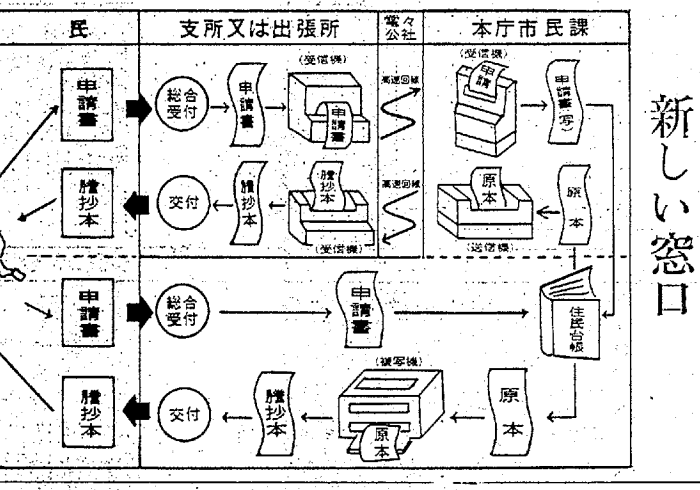 民 支所又は出張所 電々公社 本庁市民課
新しい窓口
申請書 総合受付 申請書 (受信機) 申請書 高速回線 (受信機) 申請 申請書(写)
謄抄本 交付 謄抄本 謄抄本 (受信機) 高速回線 原本 (送信機) 原本
申請書 総合受付 申請書 住民台帳
謄抄本 交付 謄抄本 (複写機) 原本 原本